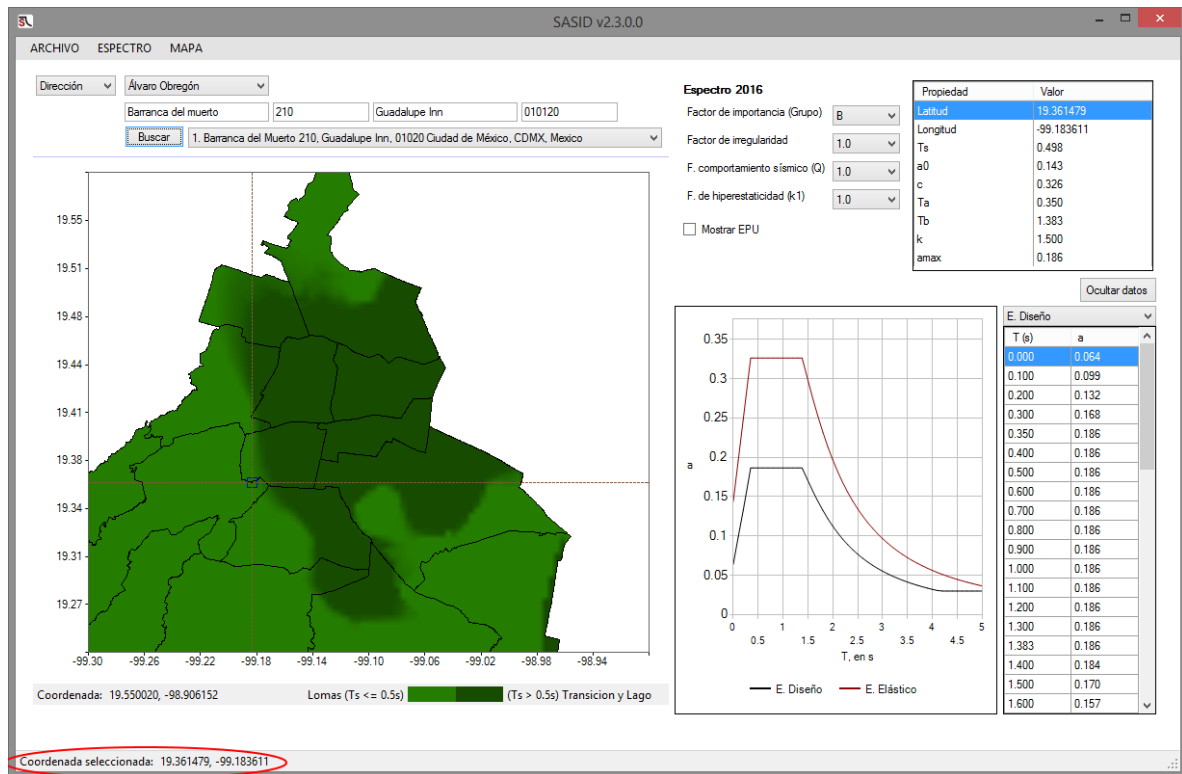 SASID v2.3.0.0
ARCHIVO ESPECTRO MAPA
Dirección Álvaro Obregón
Barranca del muerto 210 Guadalupe Inn 010120
Buscar 1. Barranca del Muerto 210, Guadalupe Inn, 01020 Ciudad de México, CDMX, Mexico
19.55
19.51
19.48
19.44
19.41
19.38
19.34
19.31
19.27
-99.30 -99.26 -99.22 -99.18 -99.14 -99.10 -99.06 -99.02 -98.98 -98.94
Coordenada: 19.550020, -98.906152 Lomas (Ts <= 0.5s) (Ts > 0.5s) Transicion y Lago
Espectro 2016
Factor de importancia (Grupo) B
Factor de irregularidad 1.0
F. comportamiento sísmico (Q) 1.0
F. de hiperestaticidad (k1) 1.0
Mostrar EPU
Propiedad Valor
Latitud 19.361479
Longitud -99.183611
Ts 0.498
a0 0.143
c 0.326
Ta 0.350
Tb 1.383
k 1.500
amax 0.186
Ocultar datos
0.35
0.3
0.25
0.2
0.15
0.1
0.05
0
a
0 1 2 3 4 5
0.5 1.5 2.5 3.5 4.5
T, en s
E. Diseño E. Elástico
E. Diseño
T (s) a
0.000 0.064
0.100 0.099
0.200 0.132
0.300 0.168
0.350 0.186
0.400 0.186
0.500 0.186
0.600 0.186
0.700 0.186
0.800 0.186
0.900 0.186
1.000 0.186
1.100 0.186
1.200 0.186
1.300 0.186
1.383 0.186
1.400 0.184
1.500 0.170
1.600 0.157
Coordenada seleccionada: 19.361479, -99.183611